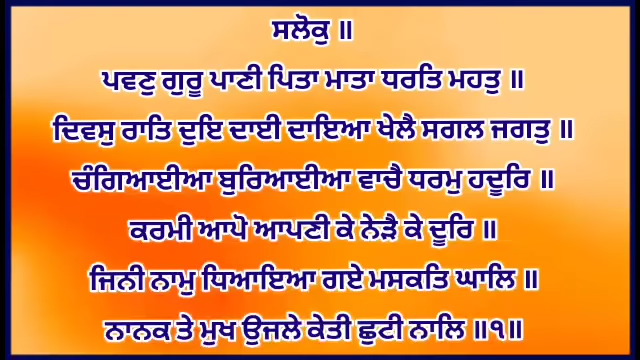 ਸਲੋਕੁ ॥
ਪਵਣੁ ਗੁਰੂ ਪਾਣੀ ਪਿਤਾ ਮਾਤਾ ਧਰਤਿ ਮਹਤੁ ॥
ਦਿਵਸੁ ਰਾਤਿ ਦੁਇ ਦਾਈ ਦਾਇਆ ਖੇਲੈ ਸਗਲ ਜਗਤੁ ॥
ਚੰਗਿਆਈਆ ਬੁਰਿਆਈਆ ਵਾਚੈ ਧਰਮੁ ਹਦੂਰਿ ॥
ਕਰਮੀ ਆਪੋ ਆਪਣੀ ਕੇ ਨੇੜੈ ਕੇ ਦੂਰਿ ॥
ਜਿਨੀ ਨਾਮੁ ਧਿਆਇਆ ਗਏ ਮਸਕਤਿ ਘਾਲਿ ॥
ਨਾਨਕ ਤੇ ਮੁਖ ਉਜਲੇ ਕੇਤੀ ਛੁਟੀ ਨਾਲਿ ॥੧॥